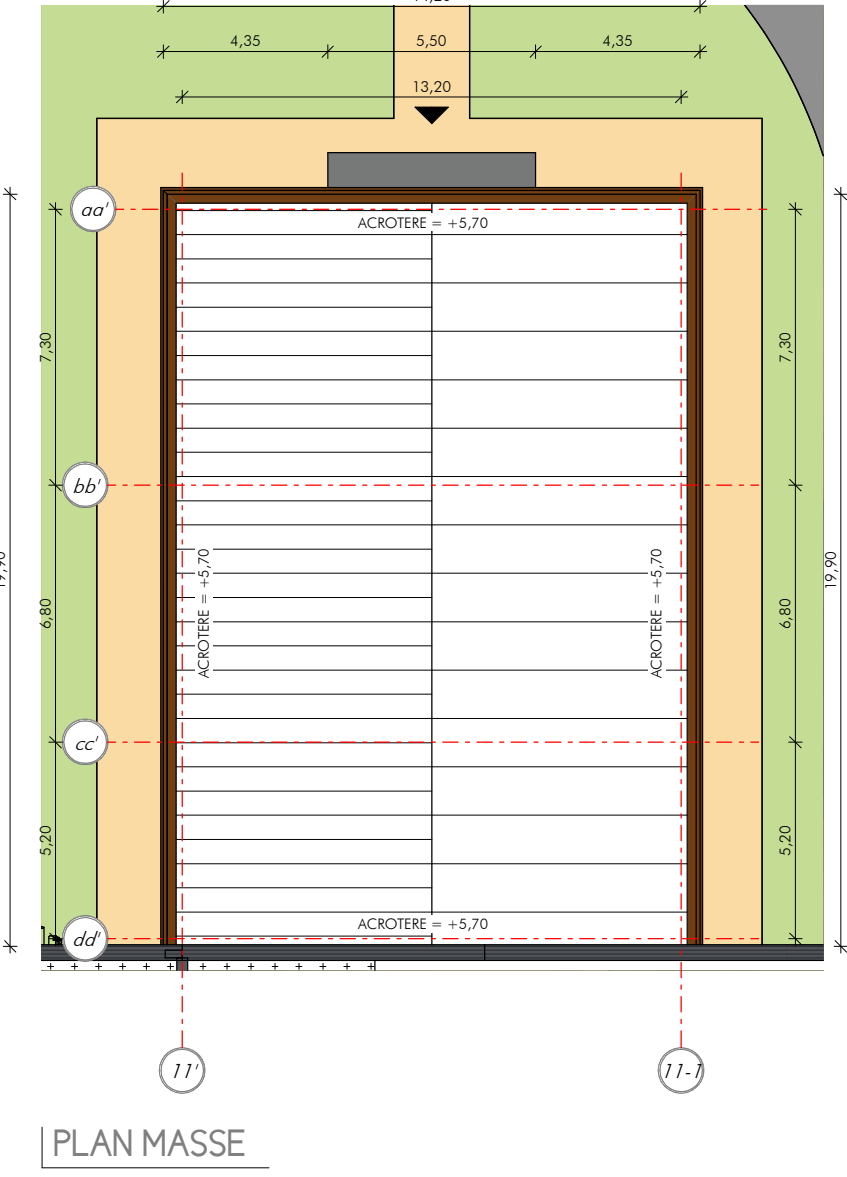 4,35 5,50 4,35
13,20
aa'
ACROTERE = +5,70
7,30 7,30
bb'
ACROTERE = +5,70 ACROTERE = +5,70
19,90
6,80 6,80
cc'
5,20 5,20
ACROTERE = +5,70
dd'
11' 11-1
PLAN MASSE